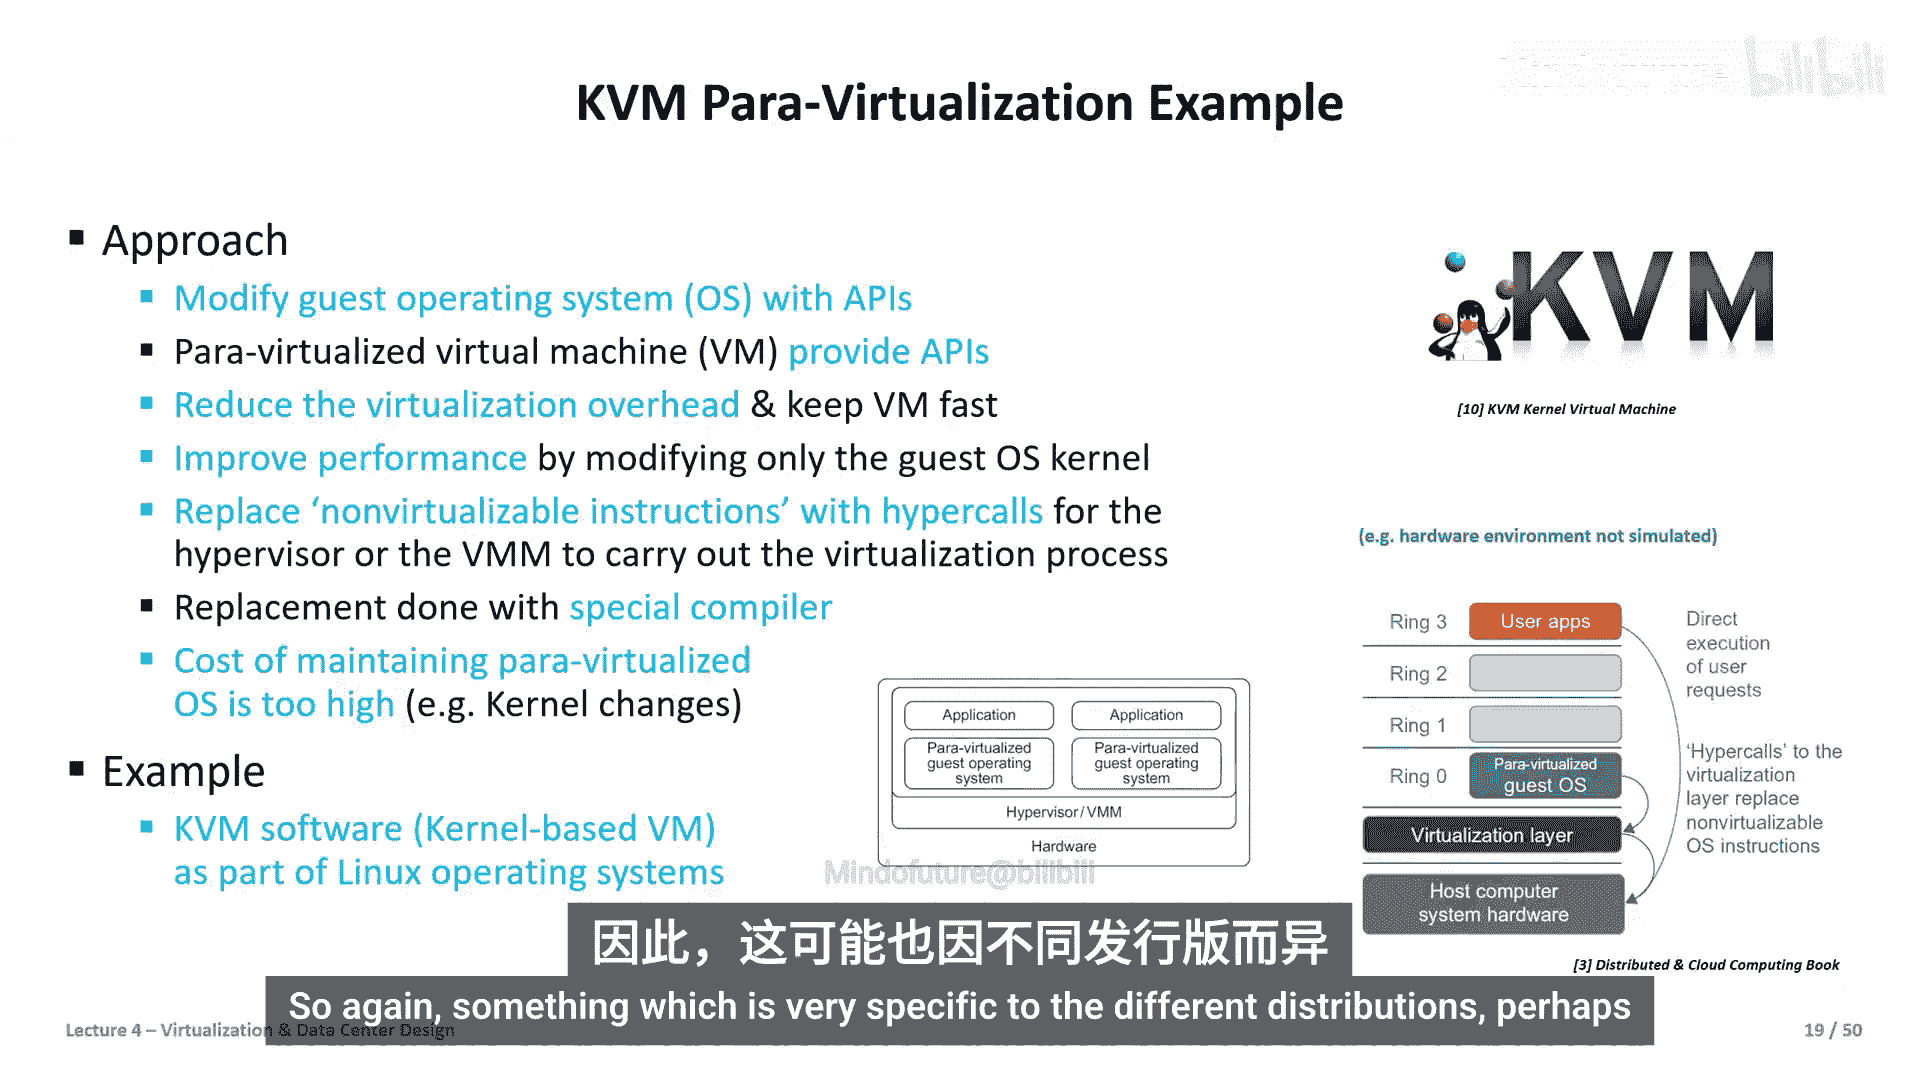 bilibili
KVM Para-Virtualization Example
▪ Approach
▪ Modify guest operating system (OS) with APIs
▪ Para-virtualized virtual machine (VM) provide APIs
▪ Reduce the virtualization overhead & keep VM fast
▪ Improve performance by modifying only the guest OS kernel
▪ Replace ‘nonvirtualizable instructions’ with hypercalls for the
hypervisor or the VMM to carry out the virtualization process
▪ Replacement done with special compiler
▪ Cost of maintaining para-virtualized
OS is too high (e.g. Kernel changes)
▪ Example
▪ KVM software (Kernel-based VM)
as part of Linux operating systems
Application
Application
Para-virtualized
guest operating
system
Para-virtualized
guest operating
system
Hypervisor/VMM
Hardware
Mindofuture@bilibili
KVM
[10] KVM Kernel Virtual Machine
(e.g. hardware environment not simulated)
Ring 3
User apps
Ring 2
Ring 1
Ring 0
Para-virtualized
guest OS
Virtualization layer
Host computer
system hardware
Direct
execution
of user
requests
‘Hypercalls’ to the
virtualization
layer replace
nonvirtualizable
OS instructions
[3] Distributed & Cloud Computing Book
因此，这可能也因不同发行版而异
So again, something which is very specific to the different distributions, perhaps
Lecture 4 – Virtualization & Data Center Design
19 / 50